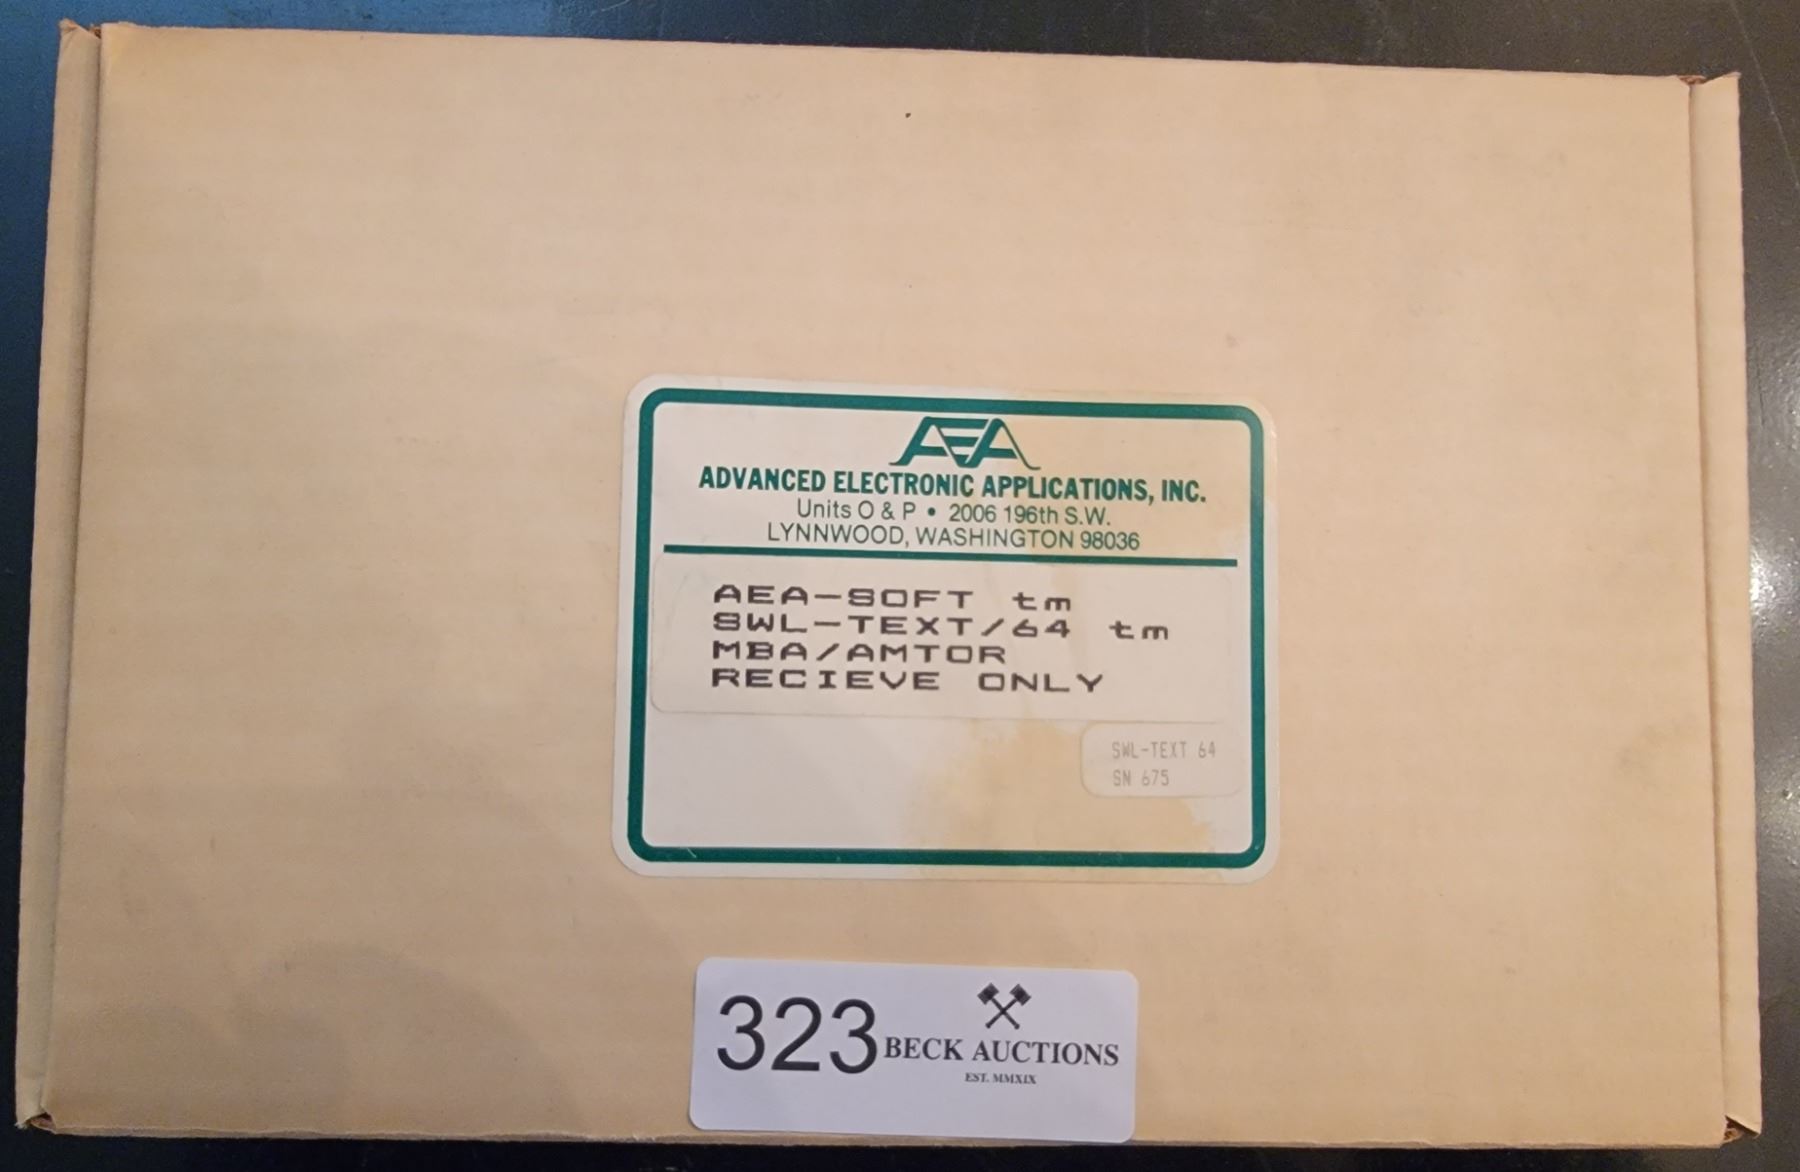 AEA
ADVANCED ELECTRONIC APPLICATIONS, INC.
Units O & P • 2006 196th S.W.
LYNNWOOD, WASHINGTON 98036
AEA-SOFT tm
SWL-TEXT/64 tm
MBA/AMTOR
RECIEVE ONLY
SWL-TEXT 64
SN 675
323
BECK AUCTIONS
EST. MMXIX